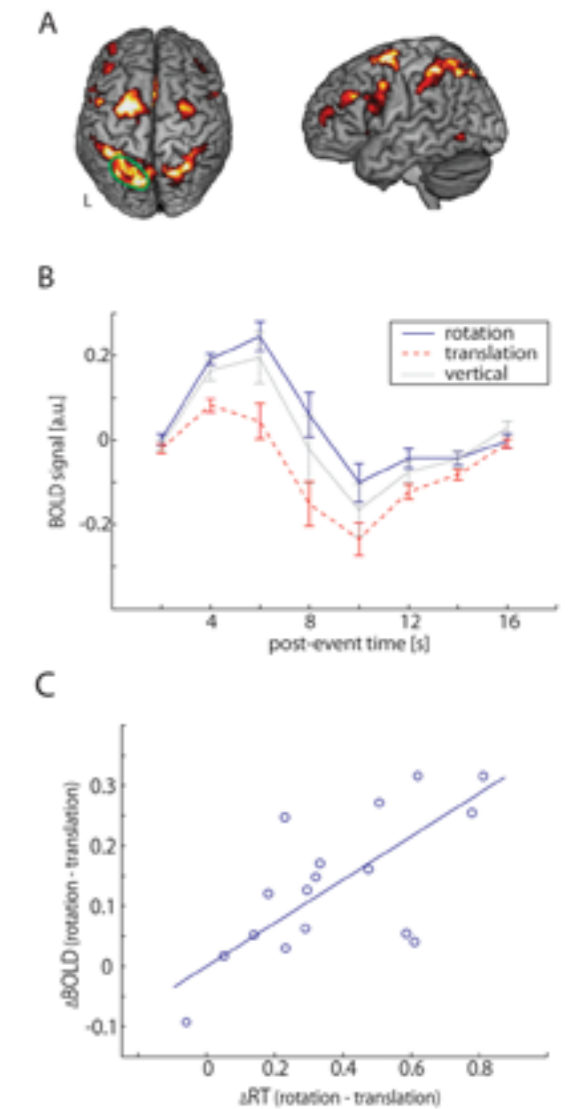 A
L
B
rotation
translation
vertical
0.2
0
-0.2
BOLD signal [a.u.]
4 8 12 16
post-event time [s]
C
0.3
0.2
0.1
0
-0.1
ΔBOLD (rotation - translation)
0 0.2 0.4 0.6 0.8
ΔRT (rotation - translation)